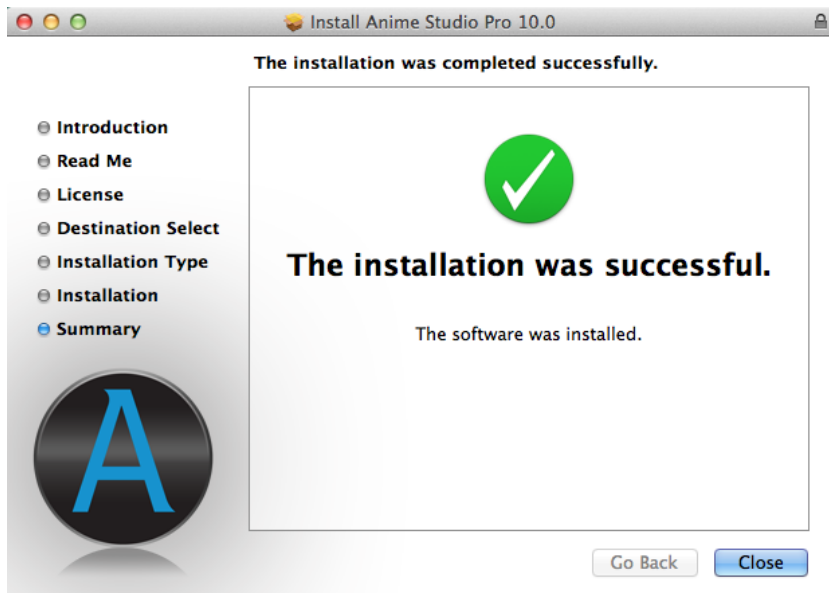 Install Anime Studio Pro 10.0
The installation was completed successfully.
Introduction
Read Me
License
Destination Select
Installation Type
Installation
Summary
The installation was successful.
The software was installed.
A
Go Back
Close